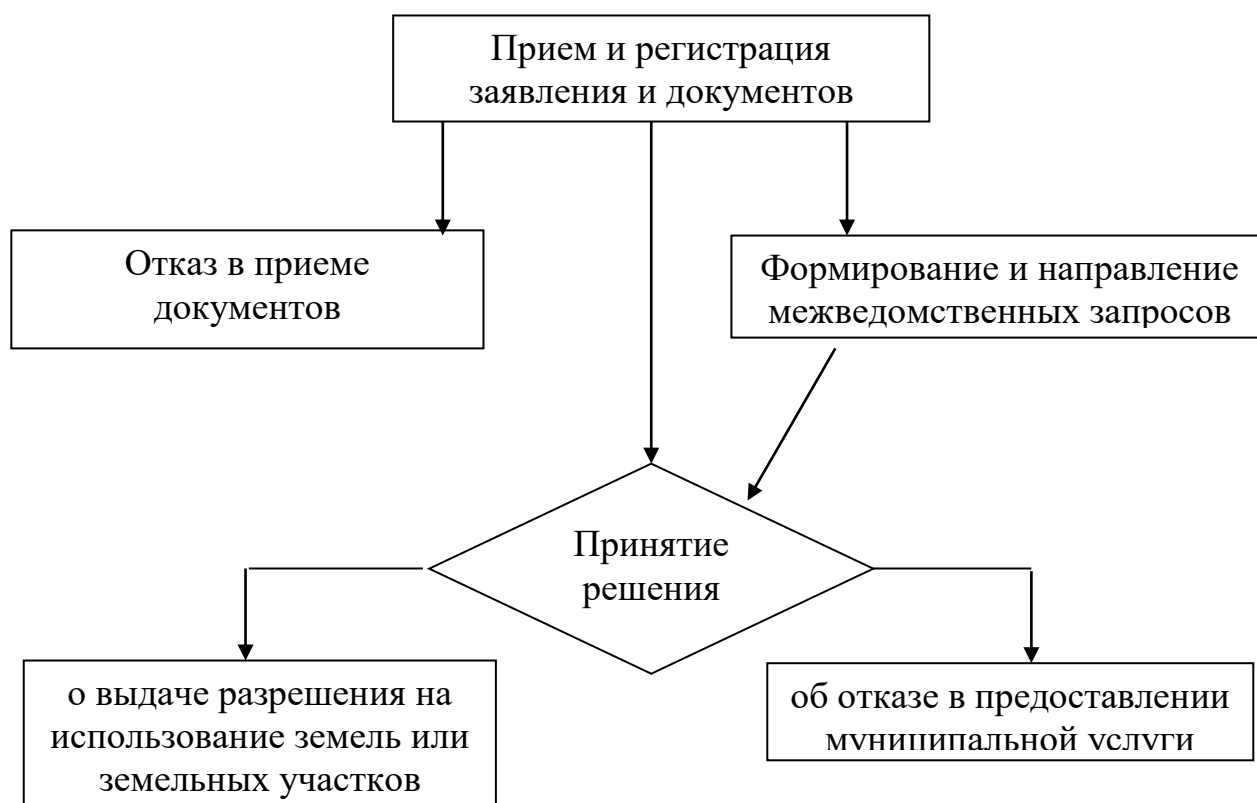 Прием и регистрация
заявления и документов
Отказ в приеме
документов
Формирование и направление
межведомственных запросов
Принятие
решения
о выдаче разрешения на
использование земель или
земельных участков
об отказе в предоставлении
муниципальной услуги